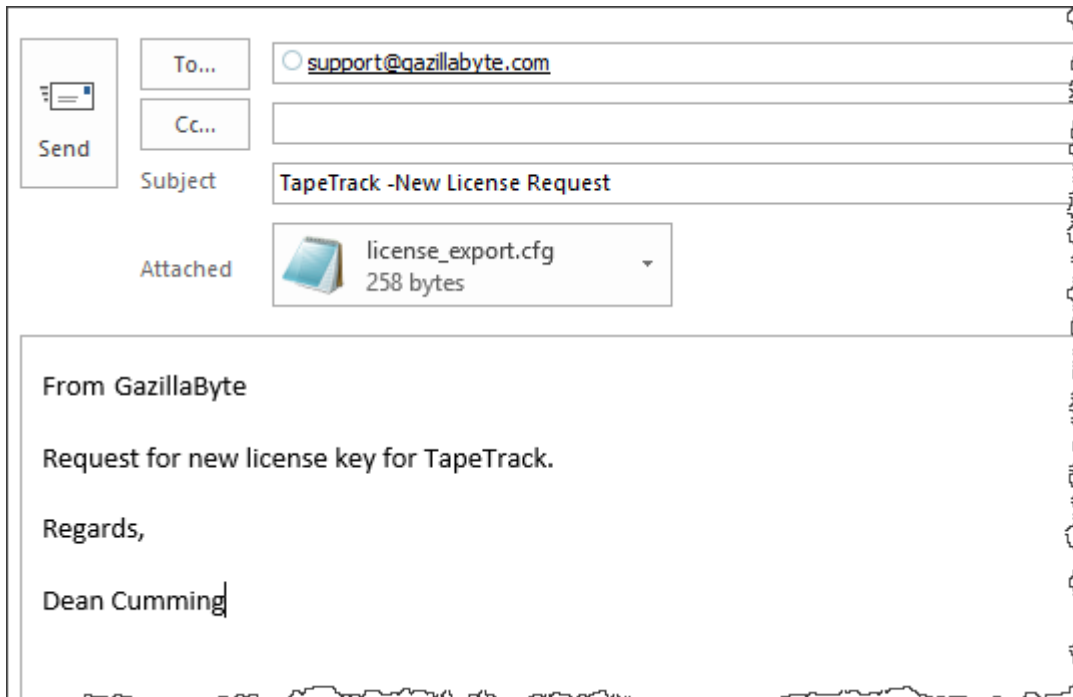 To...
support@gazillabyte.com
Cc...
Send
Subject
TapeTrack -New License Request
Attached
license_export.cfg
258 bytes
From GazillaByte
Request for new license key for TapeTrack.
Regards,
Dean Cumming